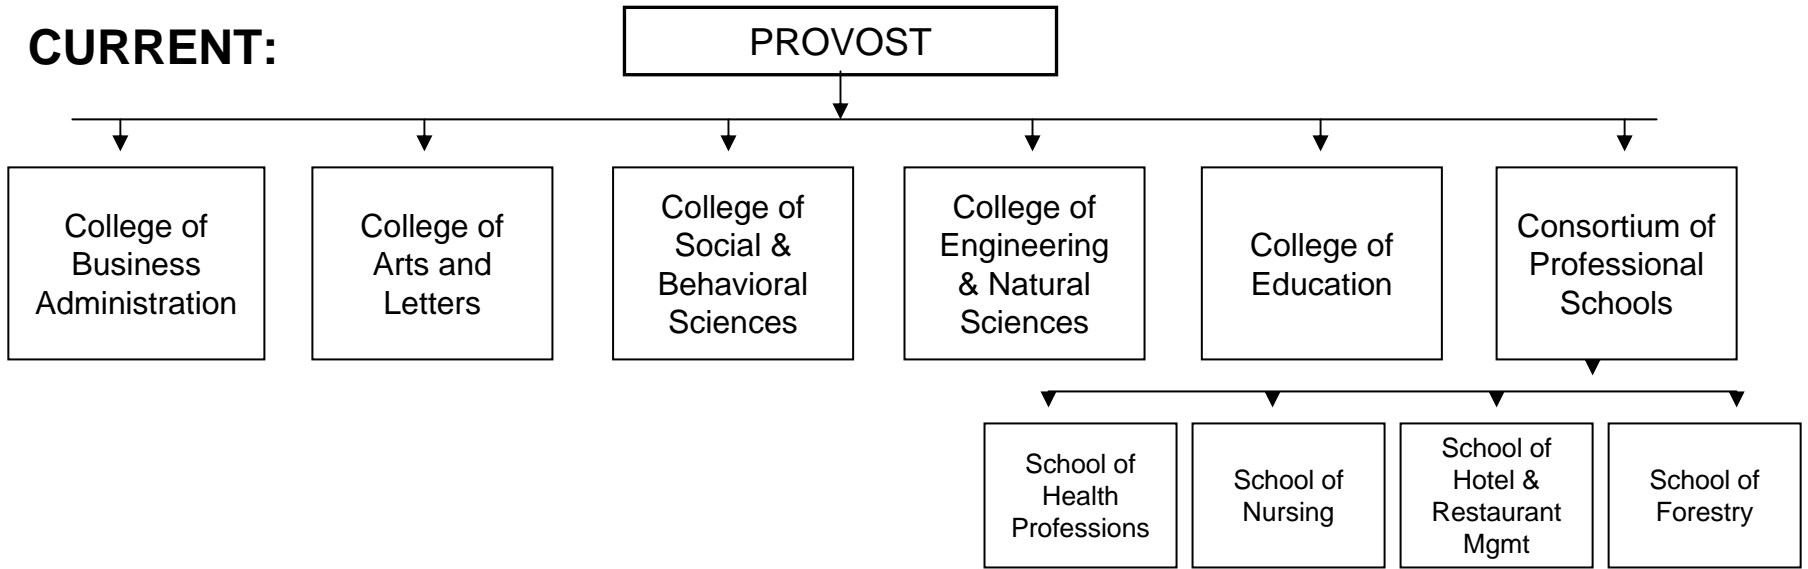 CURRENT:
PROVOST
College of
Business
Administration
College of
Arts and
Letters
College of
Social &
Behavioral
Sciences
College of
Engineering
& Natural
Sciences
College of
Education
Consortium of
Professional
Schools
School of
Health
Professions
School of
Nursing
School of
Hotel &
Restaurant
Mgmt
School of
Forestry